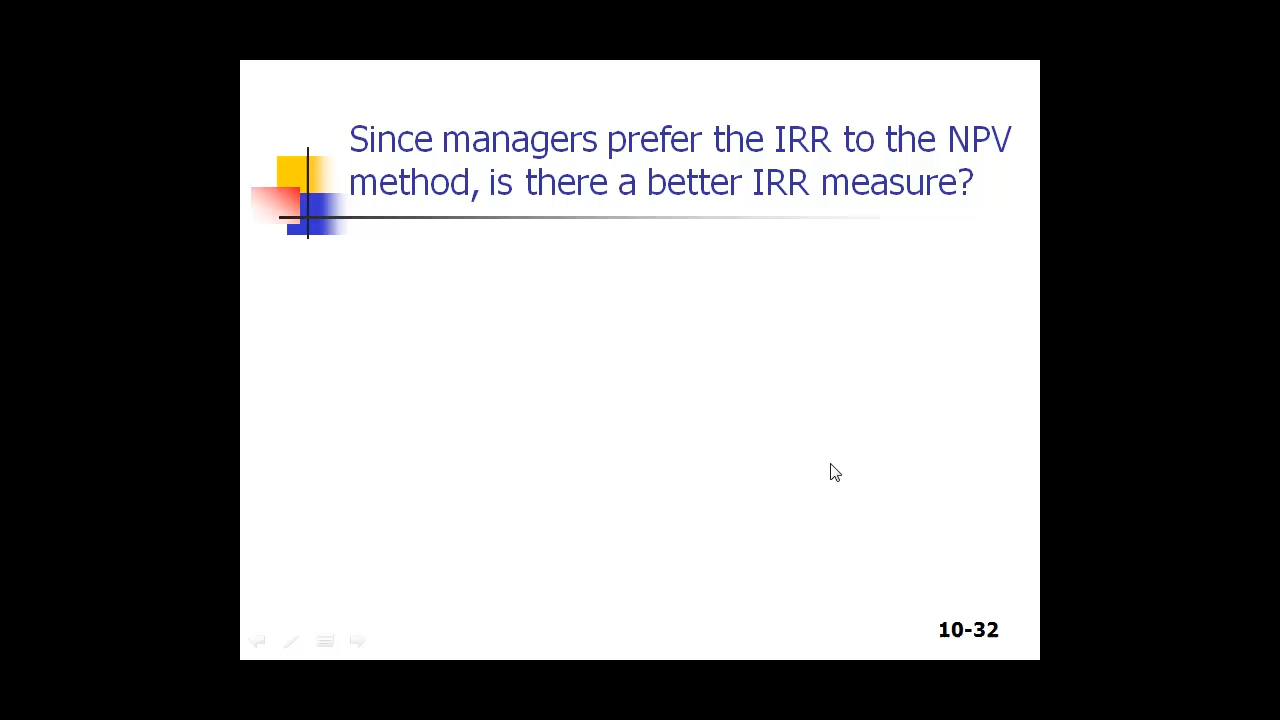 Since managers prefer the IRR to the NPV
method, is there a better IRR measure?
10-32